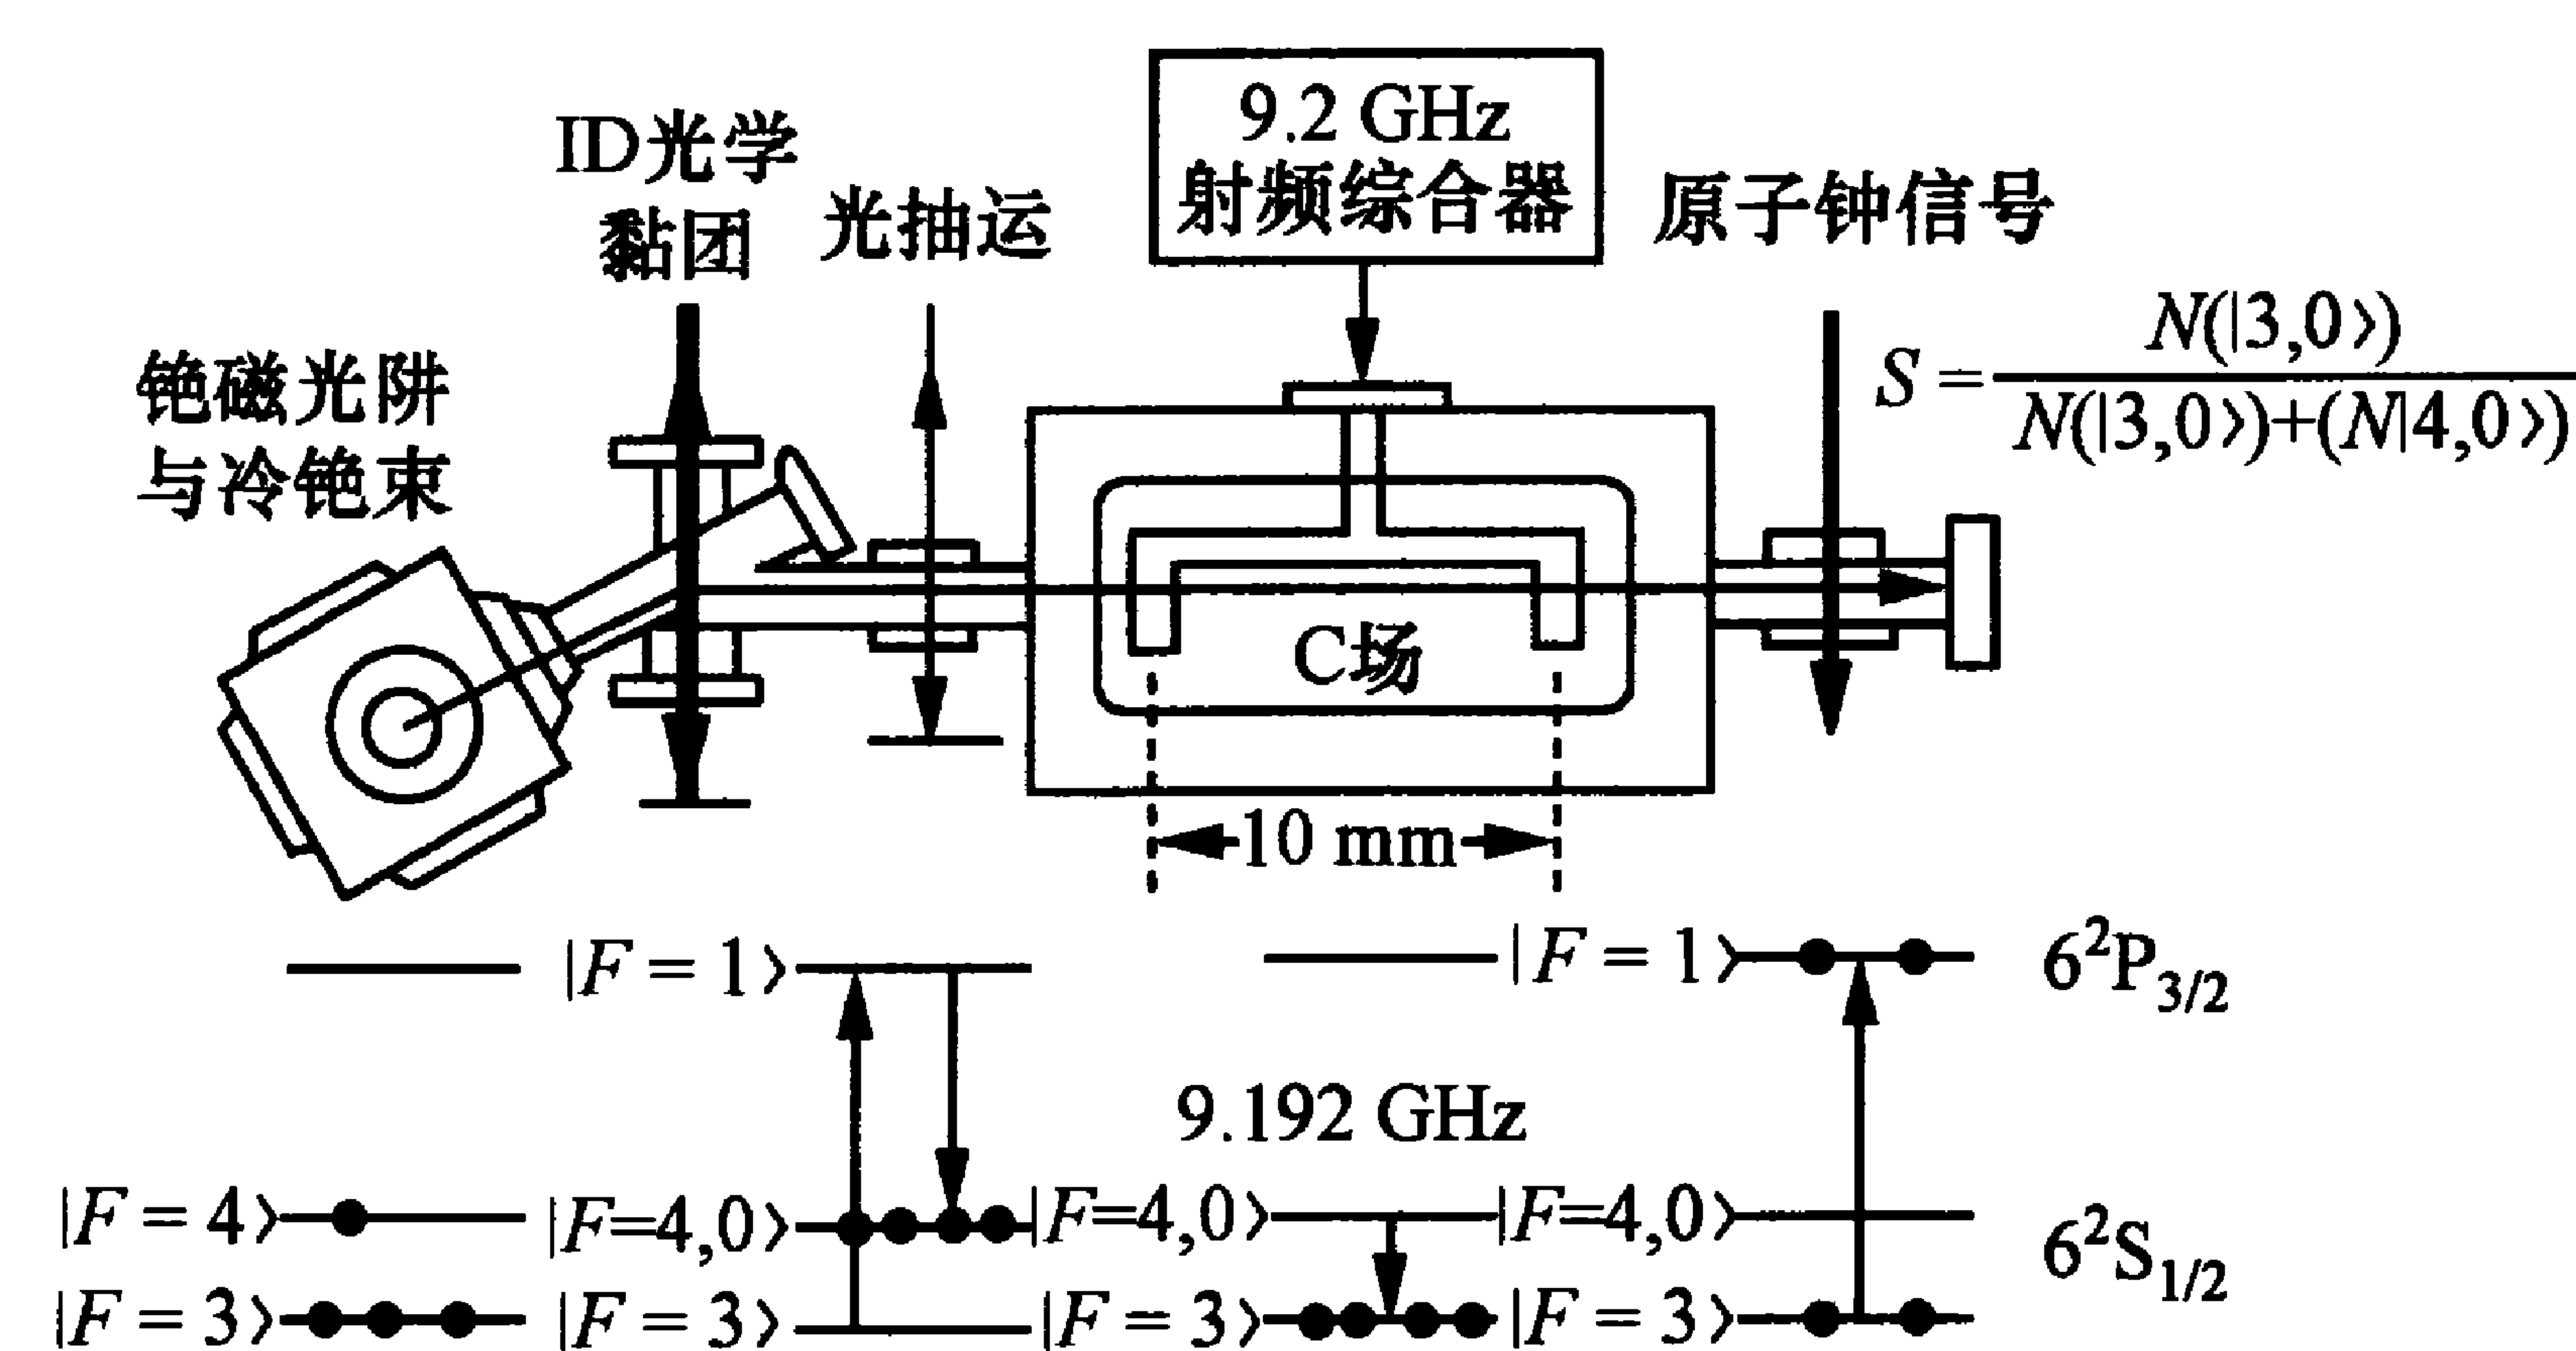 ID光学
黏团
光抽运
9.2 GHz
射频综合器
原子钟信号
铯磁光阱
与冷铯束
S = N(|3,0⟩) / N(|3,0⟩)+(N|4,0⟩)
C场
10 mm
|F = 1⟩
|F = 1⟩
6²P₃/₂
9.192 GHz
|F = 4⟩
|F=4,0⟩
|F=4,0⟩
|F=4,0⟩
6²S₁/₂
|F = 3⟩
|F = 3⟩
|F = 3⟩
|F = 3⟩